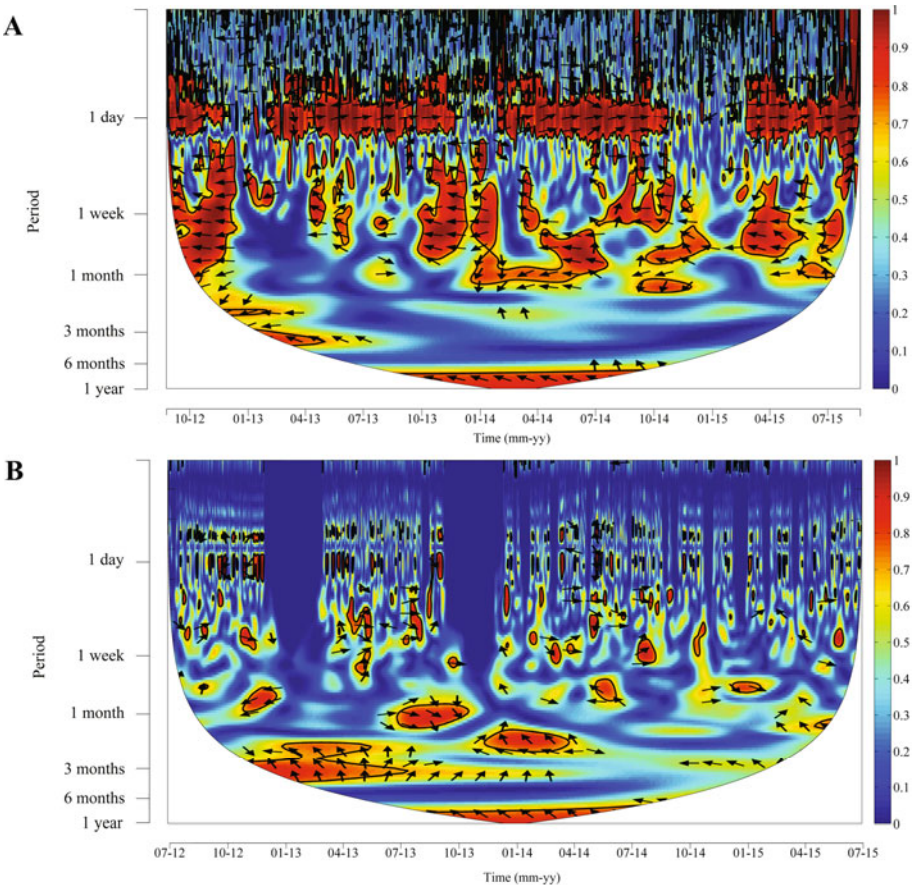 A
Period
1 day
1 week
1 month
3 months
6 months
1 year
1
0.9
0.8
0.7
0.6
0.5
0.4
0.3
0.2
0.1
0
10-12 01-13 04-13 07-13 10-13 01-14 04-14 07-14 10-14 01-15 04-15 07-15
Time (mm-yy)
B
Period
1 day
1 week
1 month
3 months
6 months
1 year
1
0.9
0.8
0.7
0.6
0.5
0.4
0.3
0.2
0.1
0
07-12 10-12 01-13 04-13 07-13 10-13 01-14 04-14 07-14 10-14 01-15 04-15 07-15
Time (mm-yy)